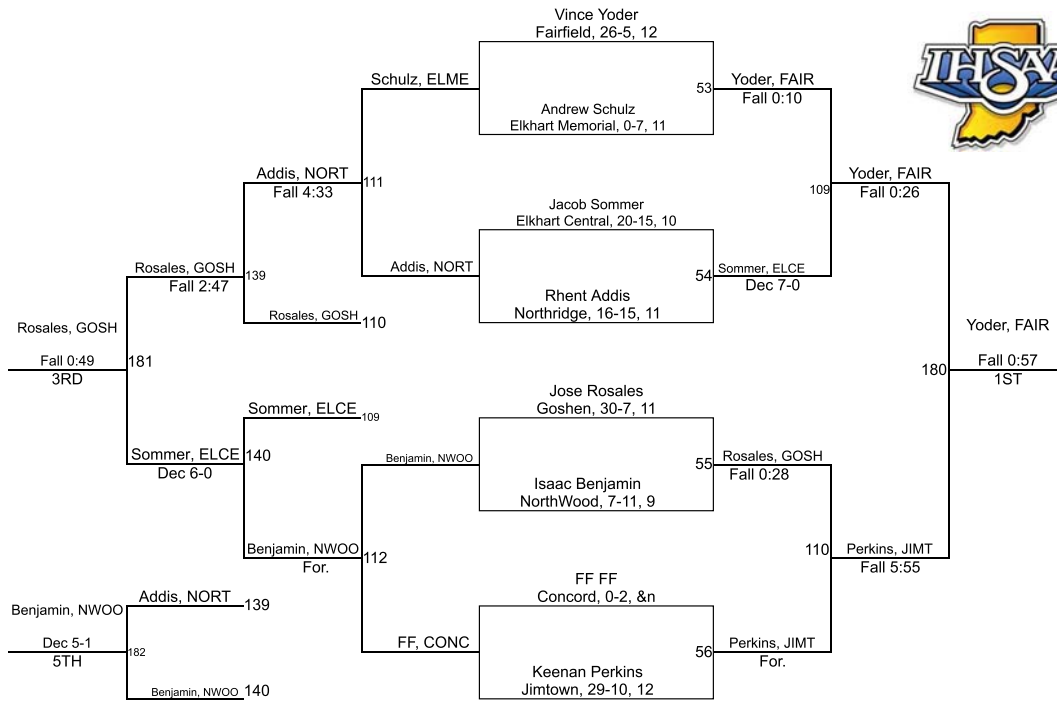 Vince Yoder
Fairfield, 26-5, 12
IHSAA
Schulz, ELME
53
Yoder, FAIR
Fall 0:10
Andrew Schulz
Elkhart Memorial, 0-7, 11
Addis, NORT
Fall 4:33
111
109
Yoder, FAIR
Fall 0:26
Jacob Sommer
Elkhart Central, 20-15, 10
Rosales, GOSH
Fall 2:47
139
Addis, NORT
54
Sommer, ELCE
Dec 7-0
Rhent Addis
Northridge, 16-15, 11
Rosales, GOSH
110
Rosales, GOSH
Fall 0:49
3RD
181
Yoder, FAIR
180
Fall 0:57
1ST
Jose Rosales
Goshen, 30-7, 11
Sommer, ELCE
109
Sommer, ELCE
Dec 6-0
140
Benjamin, NWOO
55
Rosales, GOSH
Fall 0:28
Isaac Benjamin
NorthWood, 7-11, 9
Benjamin, NWOO
For.
112
110
Perkins, JIMT
Fall 5:55
FF FF
Concord, 0-2, &n
Addis, NORT
139
Benjamin, NWOO
Dec 5-1
5TH
182
FF, CONC
56
Perkins, JIMT
For.
Keenan Perkins
Jimtown, 29-10, 12
Benjamin, NWOO
140